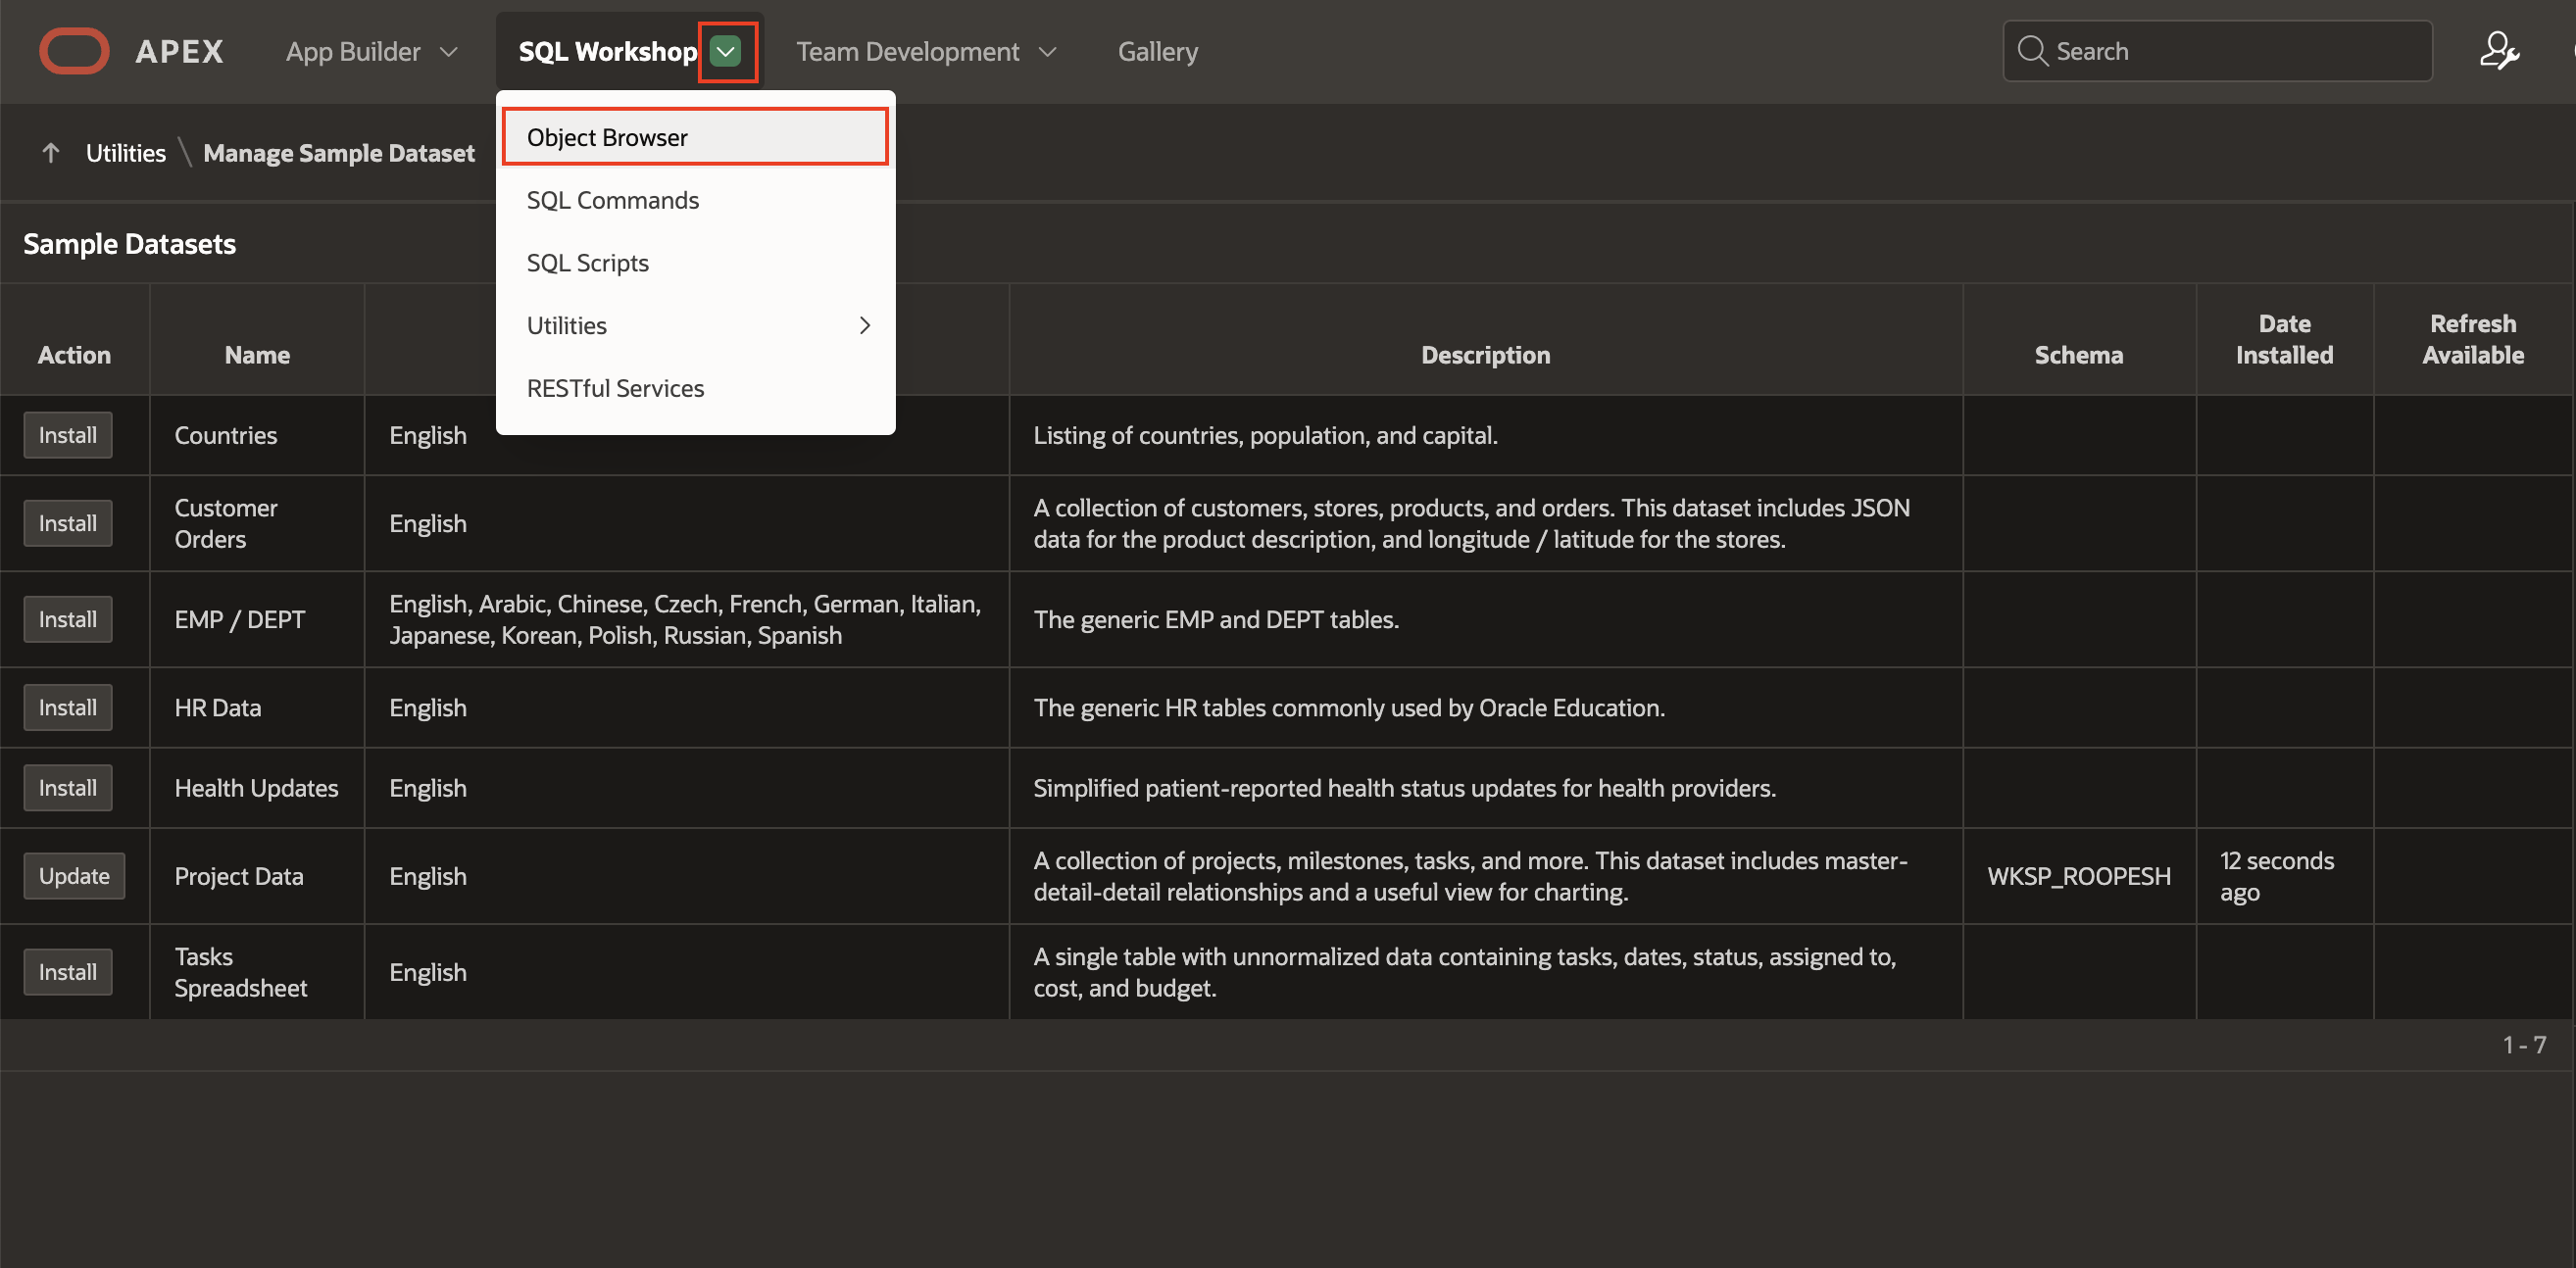 APEX
App Builder
SQL Workshop
Team Development
Gallery
Search
Object Browser
SQL Commands
SQL Scripts
Utilities
RESTful Services
Utilities \ Manage Sample Dataset
Sample Datasets
Action
Name
Description
Schema
Date
Installed
Refresh
Available
Install
Countries
English
Listing of countries, population, and capital.
Install
Customer
Orders
English
A collection of customers, stores, products, and orders. This dataset includes JSON
data for the product description, and longitude / latitude for the stores.
Install
EMP / DEPT
English, Arabic, Chinese, Czech, French, German, Italian,
Japanese, Korean, Polish, Russian, Spanish
The generic EMP and DEPT tables.
Install
HR Data
English
The generic HR tables commonly used by Oracle Education.
Install
Health Updates
English
Simplified patient-reported health status updates for health providers.
Update
Project Data
English
A collection of projects, milestones, tasks, and more. This dataset includes master-
detail-detail relationships and a useful view for charting.
WKSP_ROOPESH
12 seconds
ago
Install
Tasks
Spreadsheet
English
A single table with unnormalized data containing tasks, dates, status, assigned to,
cost, and budget.
1 - 7